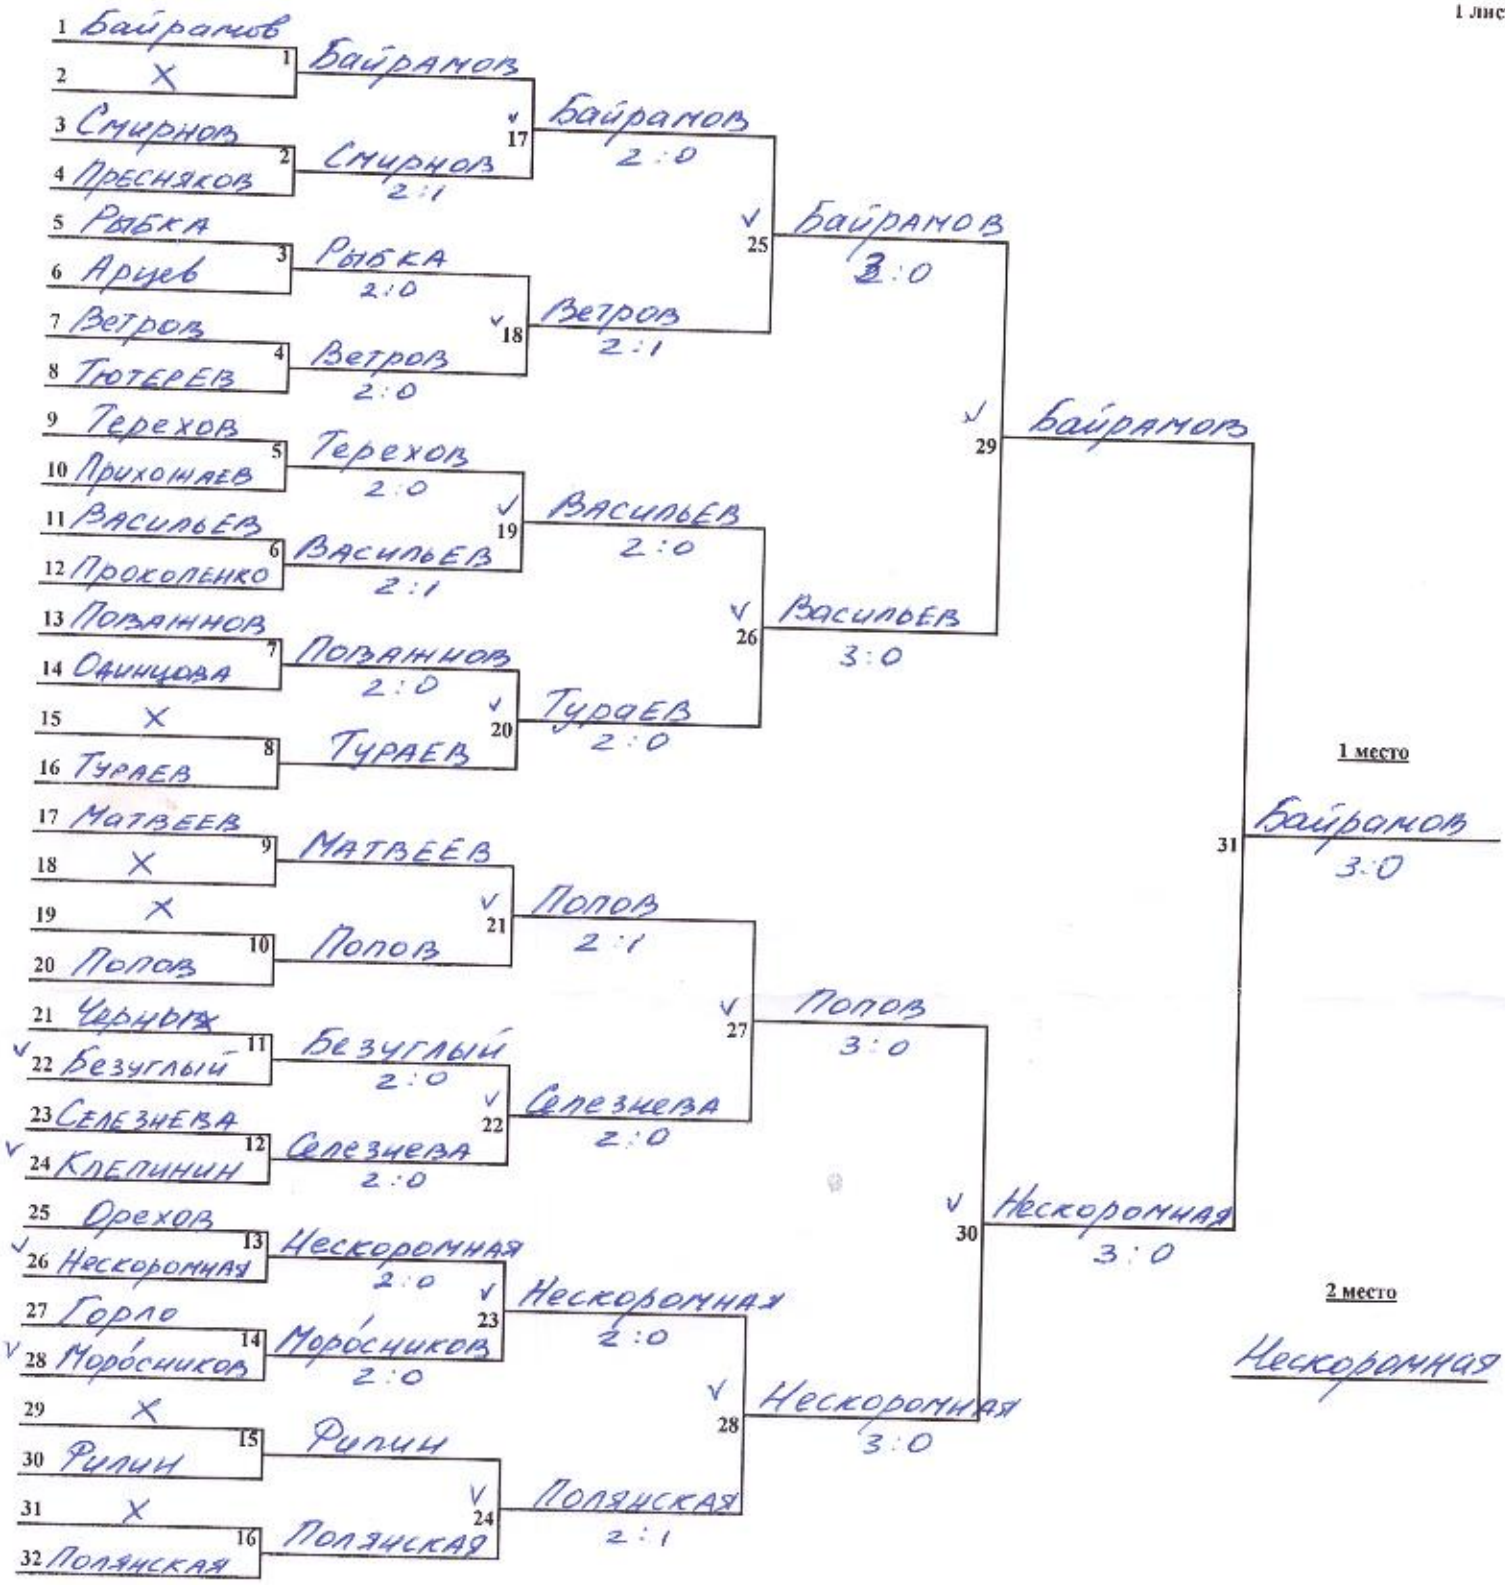 1 лис
1 Байрамов
2 X
1 Байрамов
17 Байрамов
2:0
3 Смирнов
4 Пресняков
2 Смирнов
2:1
25 Байрамов
3:0
5 Рыбка
6 Арцев
3 Рыбка
2:0
18 Ветров
2:1
7 Ветров
8 Тютерев
4 Ветров
2:0
29 Байрамов
9 Терехов
10 Прихожаев
5 Терехов
2:0
19 Васильев
2:0
11 Васильев
12 Прокопенко
6 Васильев
2:1
26 Васильев
3:0
13 Поважнов
14 Одинцова
7 Поважнов
2:0
20 Тураев
2:0
15 X
16 Тураев
8 Тураев
1 место
31 Байрамов
3:0
17 Матвеев
18 X
9 Матвеев
21 Попов
2:1
19 X
20 Попов
10 Попов
27 Попов
3:0
21 Черных
22 Безуглый
11 Безуглый
2:0
22 Селезнева
2:0
23 Селезнева
24 Клепинин
12 Селезнева
2:0
30 Нескоромная
3:0
25 Орехов
26 Нескоромная
13 Нескоромная
2:0
23 Нескоромная
2:0
27 Горло
28 Моросников
14 Моросников
2:0
28 Нескоромная
3:0
29 X
30 Рипин
15 Рипин
24 Полянская
2:1
31 X
32 Полянская
16 Полянская
2 место
Нескоромная